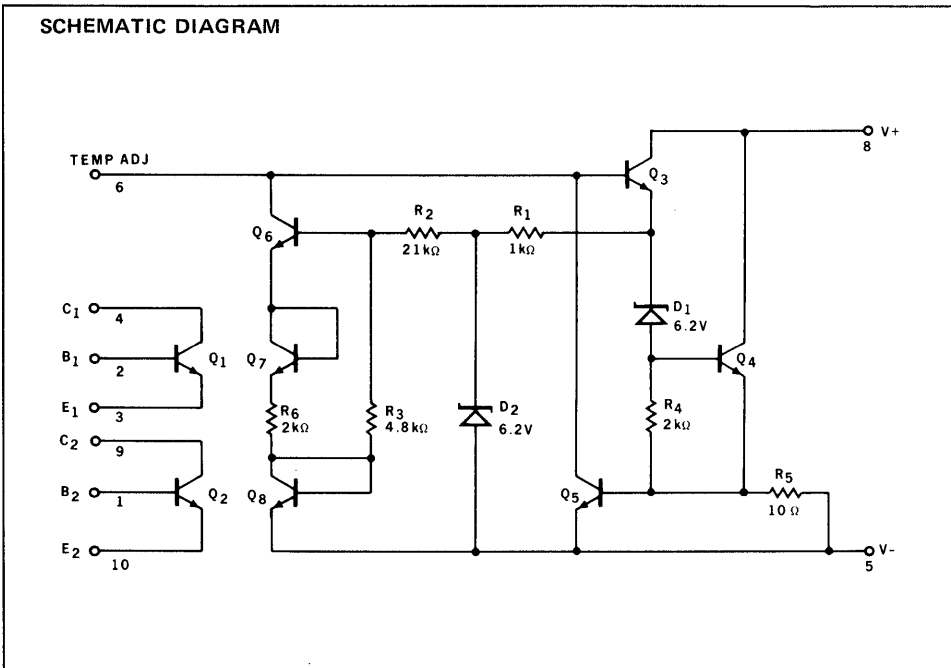 SCHEMATIC DIAGRAM
V+
8
TEMP ADJ
6
Q3
R2
21kΩ
R1
1kΩ
Q6
C1
4
D1
6.2V
B1
2
Q1
Q7
Q4
E1
3
R6
2kΩ
R3
4.8kΩ
D2
6.2V
R4
2kΩ
C2
9
B2
1
Q2
Q8
Q5
R5
10 Ω
E2
10
V-
5